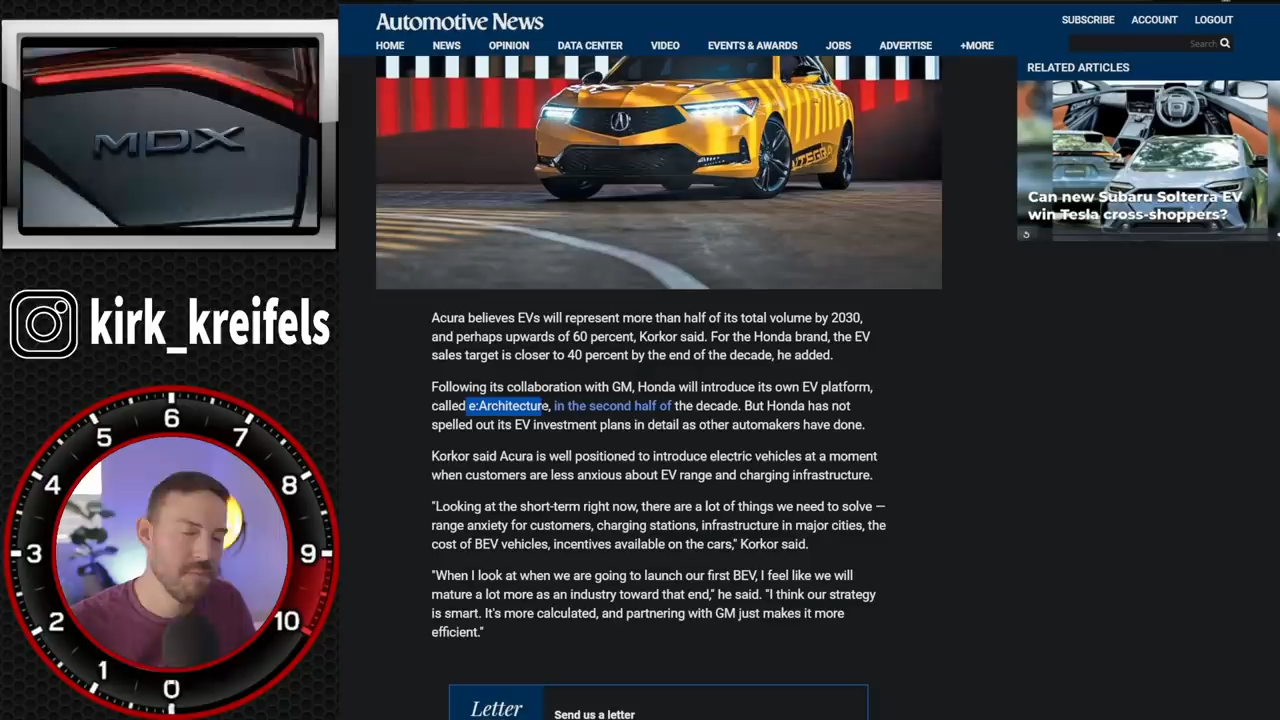 Automotive News
SUBSCRIBE ACCOUNT LOGOUT
HOME NEWS OPINION DATA CENTER VIDEO EVENTS & AWARDS JOBS ADVERTISE +MORE
Search
MDX
INTEGRA
RELATED ARTICLES
Can new Subaru Solterra EV
win Tesla cross-shoppers?
kirk_kreifels
Acura believes EVs will represent more than half of its total volume by 2030,
and perhaps upwards of 60 percent, Korkor said. For the Honda brand, the EV
sales target is closer to 40 percent by the end of the decade, he added.
Following its collaboration with GM, Honda will introduce its own EV platform,
called e:Architecture, in the second half of the decade. But Honda has not
spelled out its EV investment plans in detail as other automakers have done.
Korkor said Acura is well positioned to introduce electric vehicles at a moment
when customers are less anxious about EV range and charging infrastructure.
"Looking at the short-term right now, there are a lot of things we need to solve —
range anxiety for customers, charging stations, infrastructure in major cities, the
cost of BEV vehicles, incentives available on the cars," Korkor said.
"When I look at when we are going to launch our first BEV, I feel like we will
mature a lot more as an industry toward that end," he said. "I think our strategy
is smart. It's more calculated, and partnering with GM just makes it more
efficient."
Letter
Send us a letter
0
1
2
3
4
5
6
7
8
9
10